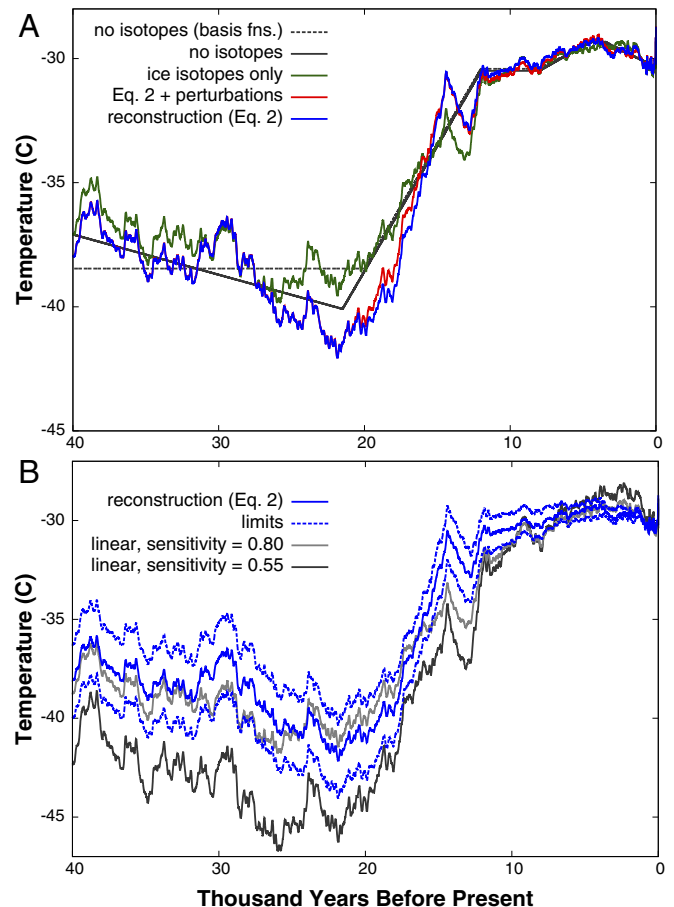 A
no isotopes (basis fns.)
no isotopes
ice isotopes only
Eq. 2 + perturbations
reconstruction (Eq. 2)
Temperature (C)
-30
-35
-40
-45
40
30
20
10
0
B
reconstruction (Eq. 2)
limits
linear, sensitivity = 0.80
linear, sensitivity = 0.55
Temperature (C)
-30
-35
-40
-45
40
30
20
10
0
Thousand Years Before Present